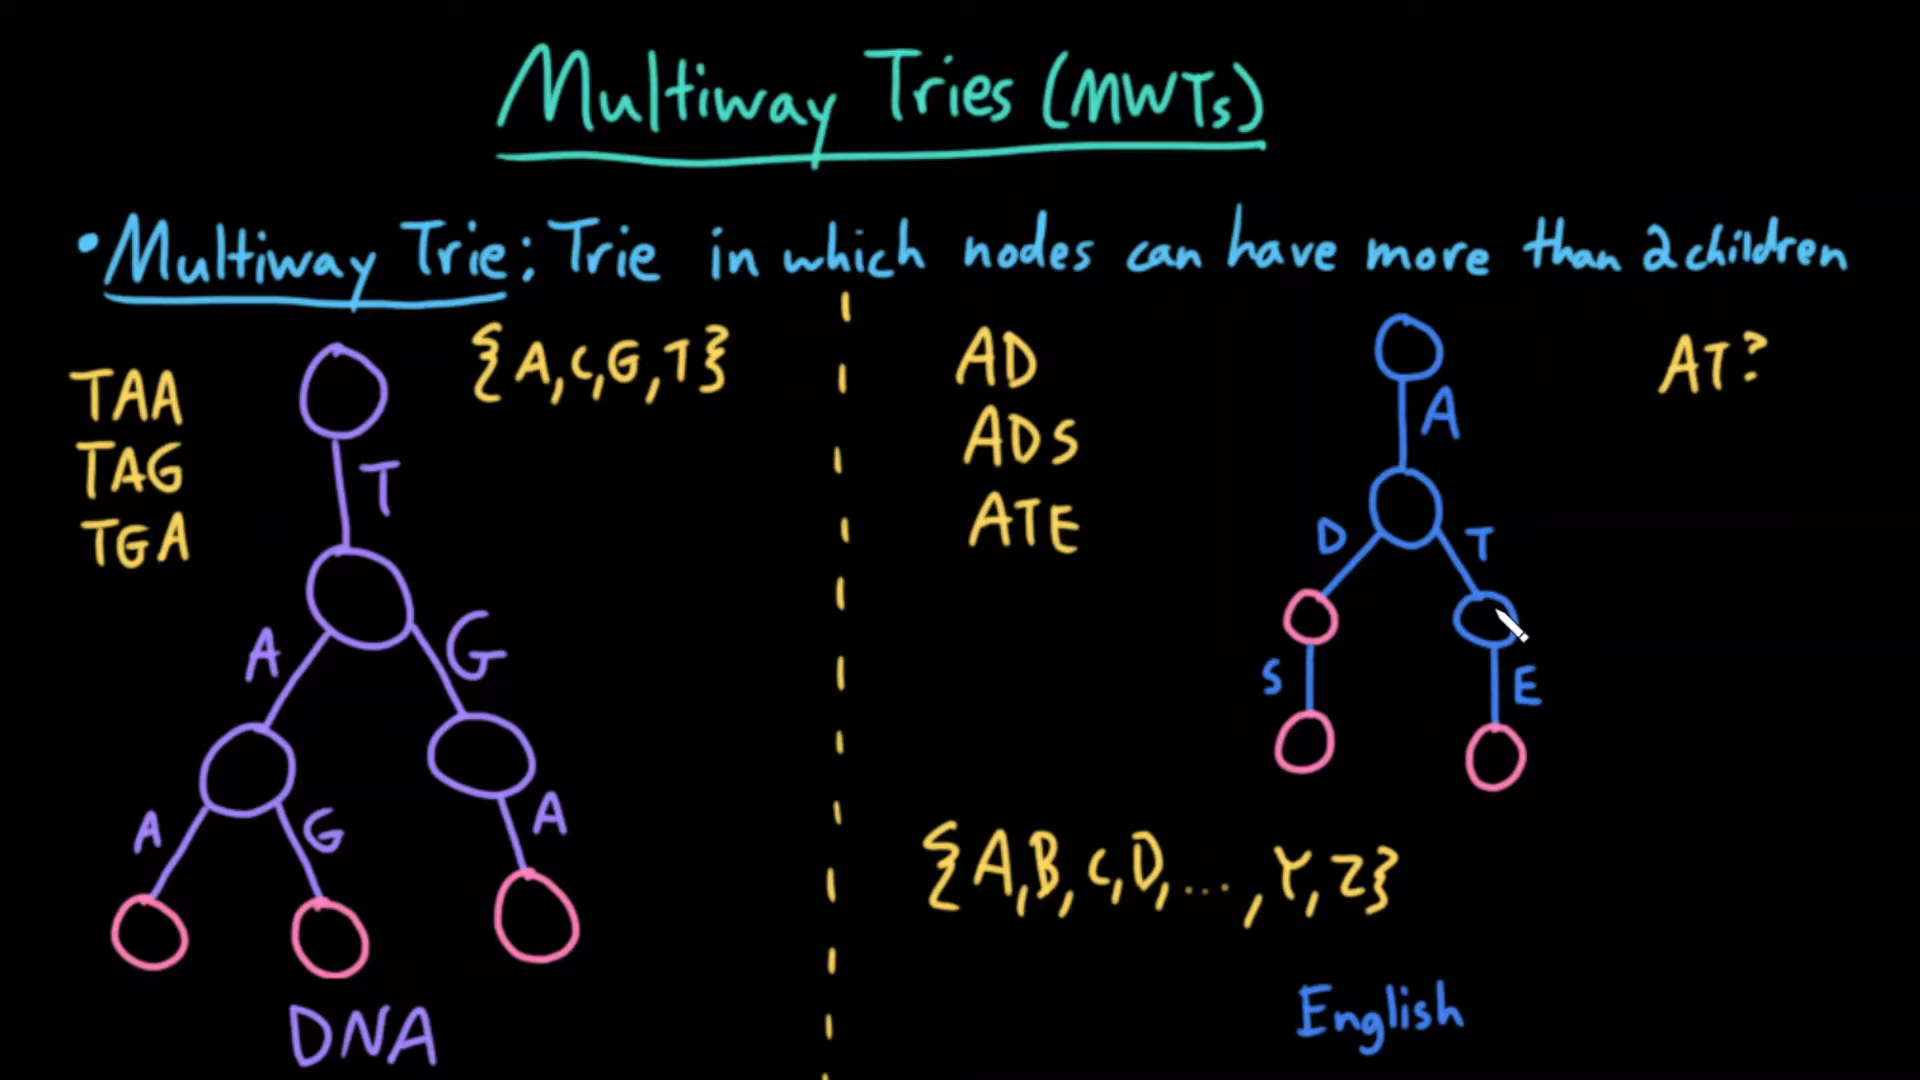 Multiway Tries (MWTs)
• Multiway Trie: Trie in which nodes can have more than 2 children
{A,C,G,T}
TAA
TAG
TGA
T
A
G
A
G
A
DNA
AD
ADS
ATE
AT?
A
D
T
S
E
{A,B,C,D,...,Y,Z}
English